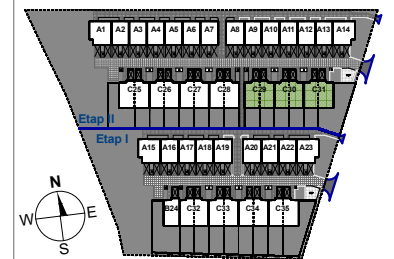 A1 A2 A3 A4 A5 A6 A7 A8 A9 A10 A11 A12 A13 A14
C25 C26 C27 C28 C29 C30 C31
Etap II
Etap I
A15 A16 A17 A18 A19 A20 A21 A22 A23
B24 C32 C33 C34 C35
N
W E
S